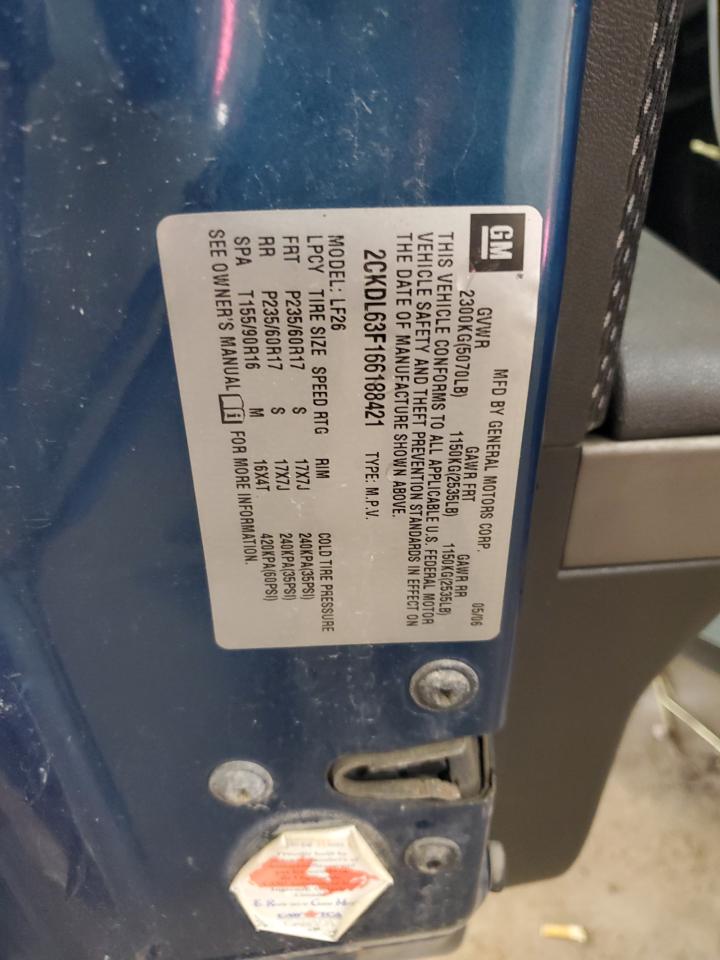 GM
MFD BY GENERAL MOTORS CORP. 05/06
GVWR GAWR FRT GAWR RR
2300KG(5070LB) 1150KG(2535LB) 1150KG(2535LB)
THIS VEHICLE CONFORMS TO ALL APPLICABLE U.S. FEDERAL MOTOR
VEHICLE SAFETY AND THEFT PREVENTION STANDARDS IN EFFECT ON
THE DATE OF MANUFACTURE SHOWN ABOVE.
2CKDL63F166188421 TYPE: M.P.V.
MODEL: LF26
LPCY TIRE SIZE SPEED RTG RIM COLD TIRE PRESSURE
FRT P235/60R17 S 17X7J 240KPA(35PSI)
RR P235/60R17 S 17X7J 240KPA(35PSI)
SPA T155/90R16 M 16X4T 420KPA(60PSI)
SEE OWNER'S MANUAL FOR MORE INFORMATION.